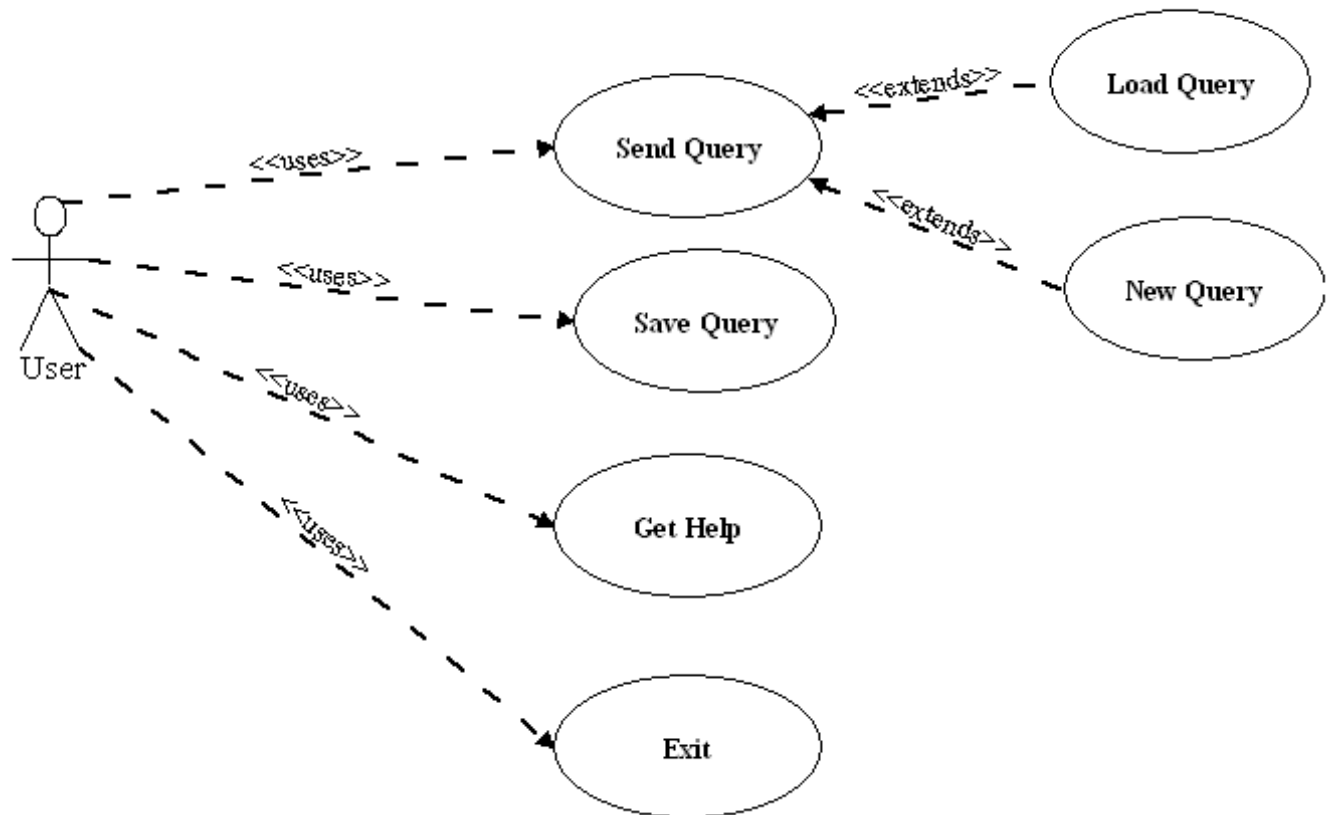 <<extends>>
Load Query
<<uses>>
Send Query
<<extends>>
<<uses>>
New Query
Save Query
User
<<uses>>
Get Help
<<uses>>
Exit